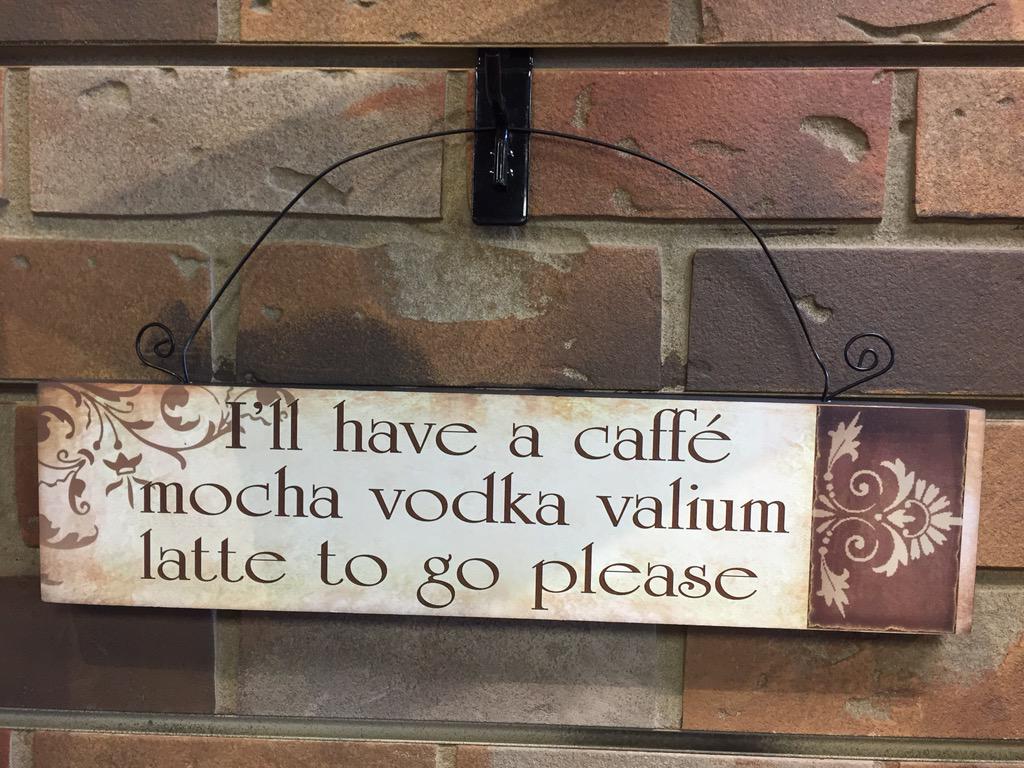 I'll have a caffé
mocha vodka valium
latte to go please